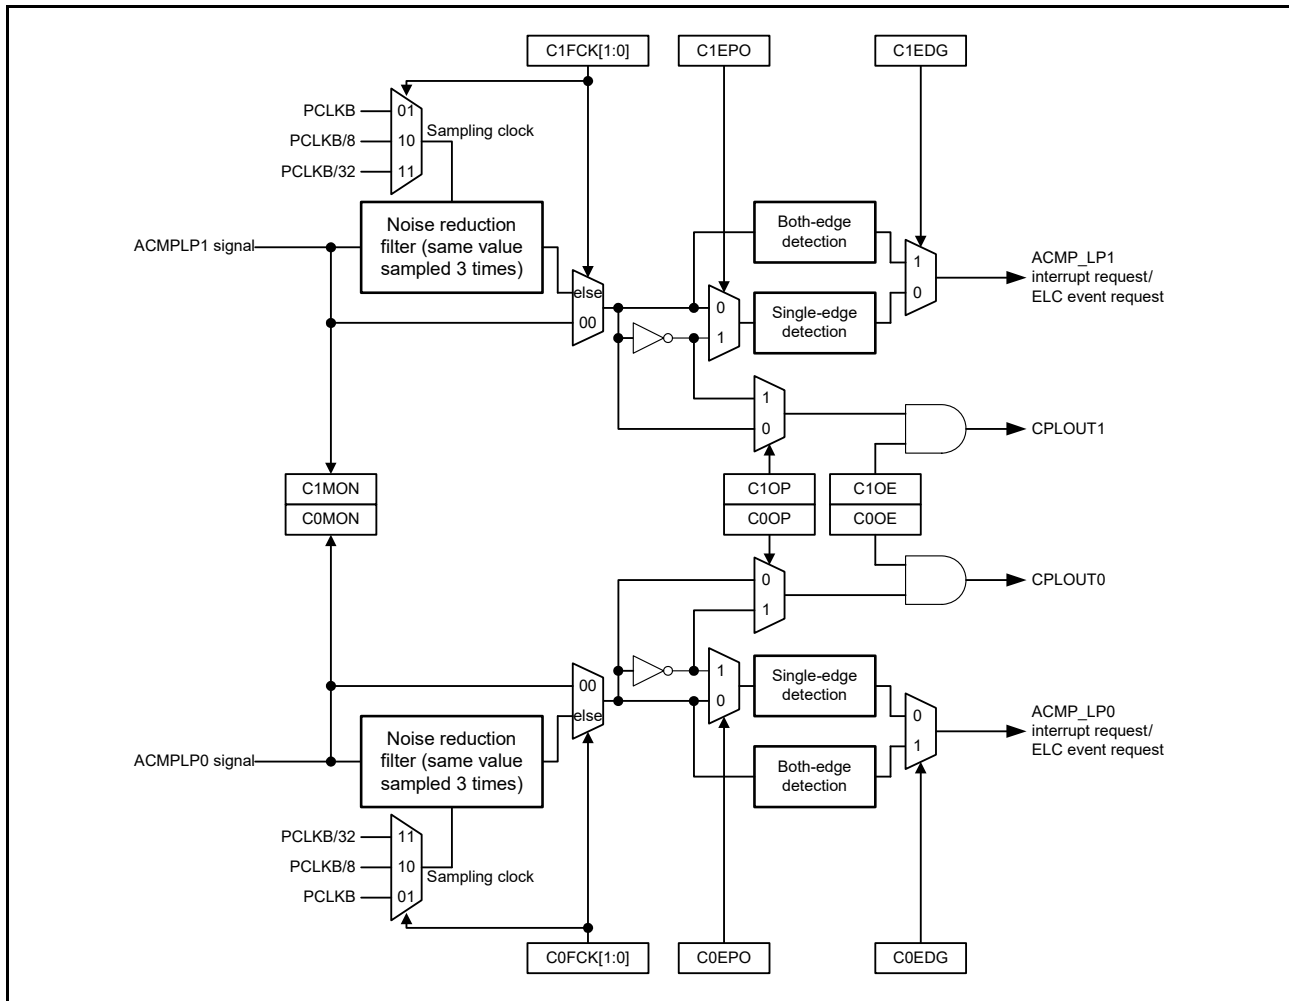 C1FCK[1:0]
C1EPO
C1EDG
PCLKB
01
PCLKB/8
10
Sampling clock
PCLKB/32
11
ACMPLP1 signal
Noise reduction
filter (same value
sampled 3 times)
else
00
Both-edge
detection
0
1
Single-edge
detection
1
0
ACMP_LP1
interrupt request/
ELC event request
1
0
CPLOUT1
C1MON
C0MON
C1OP
C0OP
C1OE
C0OE
0
1
CPLOUT0
00
else
1
0
Single-edge
detection
Both-edge
detection
0
1
ACMP_LP0
interrupt request/
ELC event request
ACMPLP0 signal
Noise reduction
filter (same value
sampled 3 times)
PCLKB/32
11
PCLKB/8
10
Sampling clock
PCLKB
01
C0FCK[1:0]
C0EPO
C0EDG